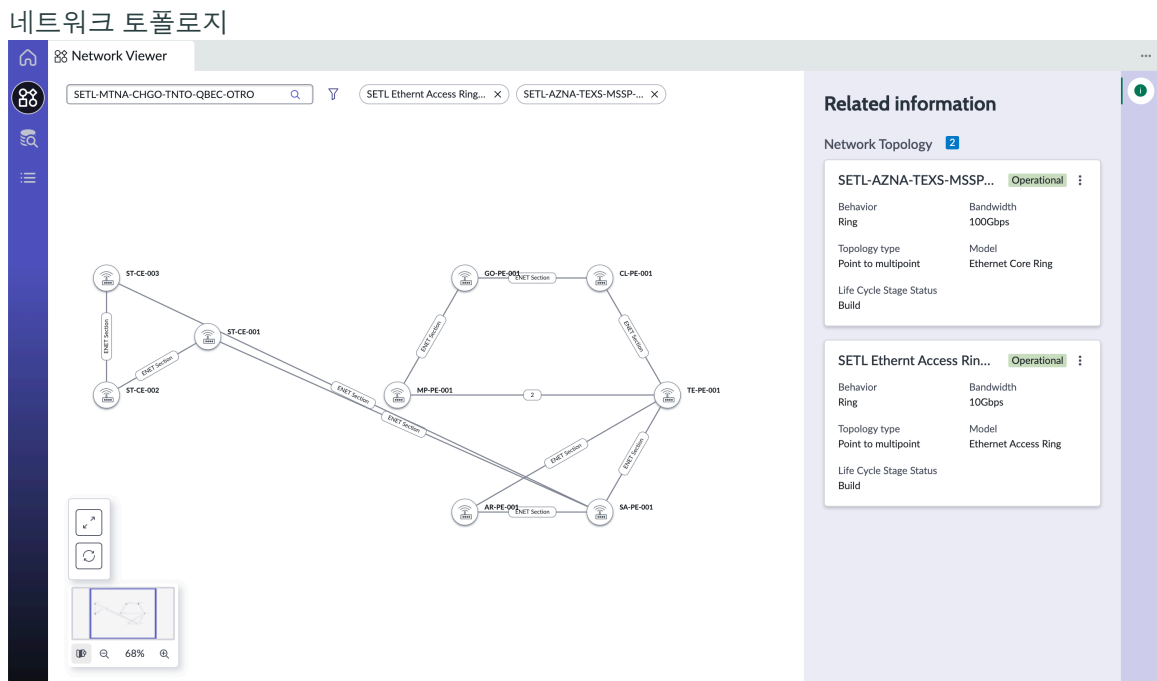 네트워크 토폴로지
Network Viewer
SETL-MTNA-CHGO-TNTO-QBEC-OTRO
SETL Ethernt Access Ring...
SETL-AZNA-TEXS-MSSP-...
ST-CE-003
GO-PE-001
ENET Section
CL-PE-001
ENET Section
ST-CE-001
ENET Section
ENET Section
ENET Section
ST-CE-002
ENET Section
MP-PE-001
2
TE-PE-001
ENET Section
ENET Section
ENET Section
AR-PE-001
ENET Section
SA-PE-001
68%
Related information
Network Topology 2
SETL-AZNA-TEXS-MSSP... Operational
Behavior Bandwidth
Ring 100Gbps
Topology type Model
Point to multipoint Ethernet Core Ring
Life Cycle Stage Status
Build
SETL Ethernt Access Rin... Operational
Behavior Bandwidth
Ring 10Gbps
Topology type Model
Point to multipoint Ethernet Access Ring
Life Cycle Stage Status
Build